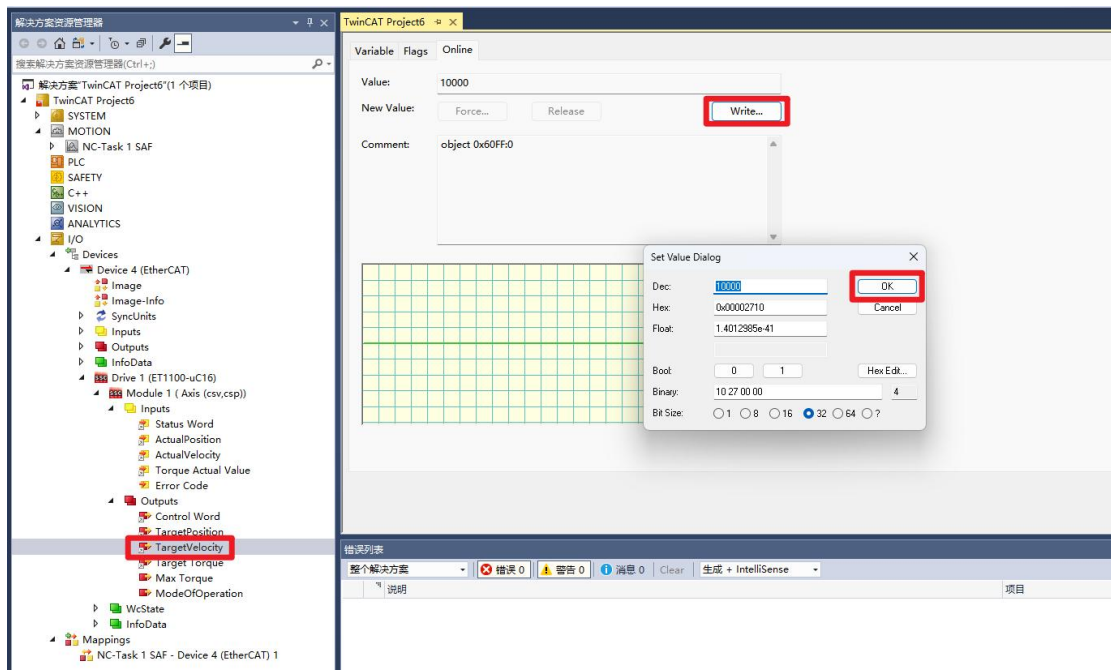 解决方案资源管理器
搜索解决方案资源管理器(Ctrl+;)
解决方案"TwinCAT Project6"(1 个项目)
TwinCAT Project6
SYSTEM
MOTION
NC-Task 1 SAF
PLC
SAFETY
C++
VISION
ANALYTICS
I/O
Devices
Device 4 (EtherCAT)
Image
Image-Info
SyncUnits
Inputs
Outputs
InfoData
Drive 1 (ET1100-uC16)
Module 1 ( Axis (csv,csp))
Inputs
Status Word
ActualPosition
ActualVelocity
Torque Actual Value
Error Code
Outputs
Control Word
TargetPosition
TargetVelocity
Target Torque
Max Torque
ModeOfOperation
WcState
InfoData
Mappings
NC-Task 1 SAF - Device 4 (EtherCAT) 1
TwinCAT Project6
Variable Flags Online
Value: 10000
New Value: Force... Release Write...
Comment: object 0x60FF:0
Set Value Dialog
Dec: 10000 OK
Hex: 0x00002710 Cancel
Float: 1.4012985e-41
Bool: 0 1 Hex Edit...
Binary: 10 27 00 00 4
Bit Size: 1 8 16 32 64 ?
错误列表
整个解决方案 错误 0 警告 0 消息 0 Clear 生成 + IntelliSense
说明 项目